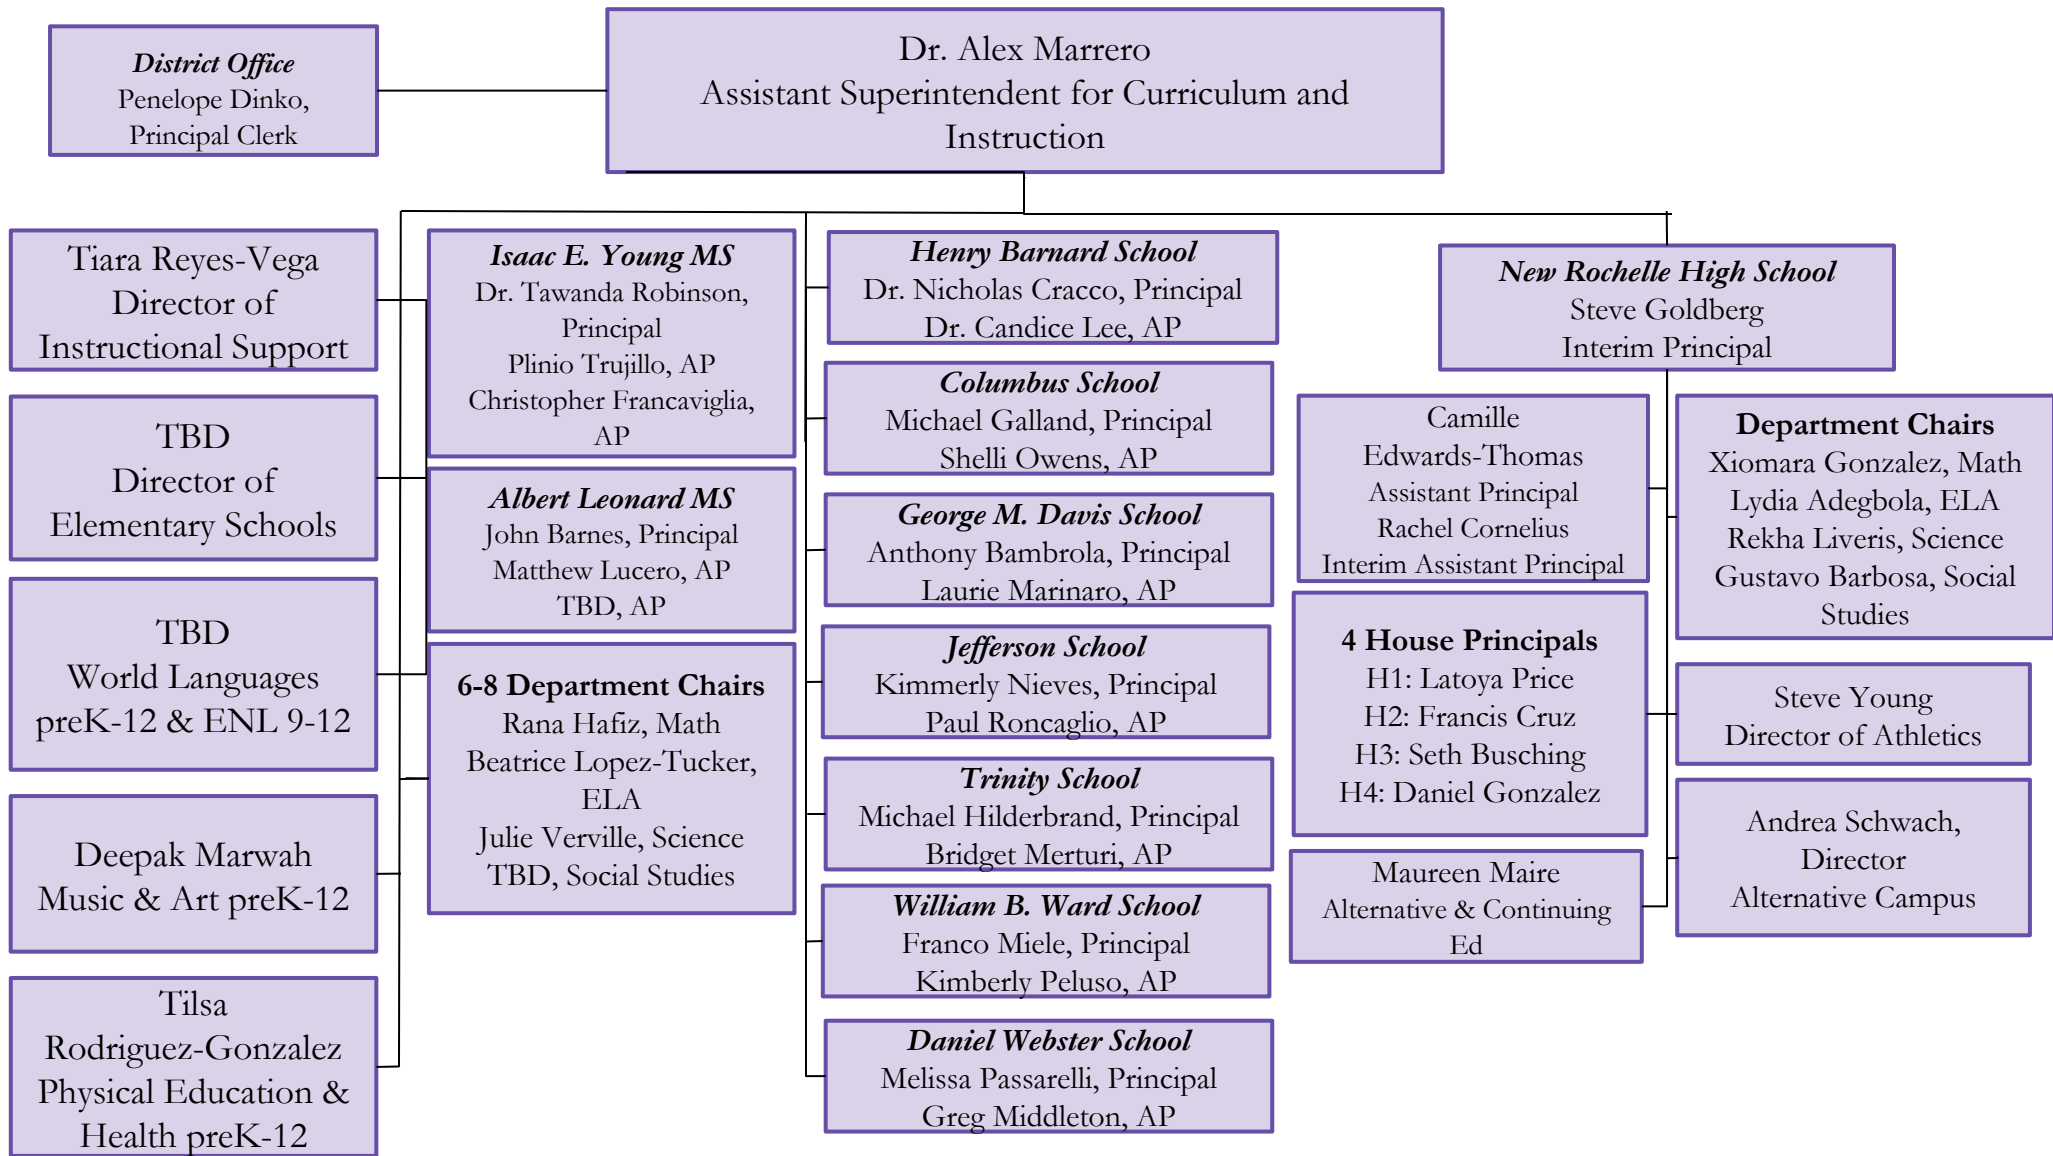 District Office
Penelope Dinko,
Principal Clerk
Dr. Alex Marrero
Assistant Superintendent for Curriculum and
Instruction
Tiara Reyes-Vega
Director of
Instructional Support
TBD
Director of
Elementary Schools
TBD
World Languages
preK-12 & ENL 9-12
Deepak Marwah
Music & Art preK-12
Tilsa
Rodriguez-Gonzalez
Physical Education &
Health preK-12
Isaac E. Young MS
Dr. Tawanda Robinson,
Principal
Plinio Trujillo, AP
Christopher Francaviglia,
AP
Albert Leonard MS
John Barnes, Principal
Matthew Lucero, AP
TBD, AP
6-8 Department Chairs
Rana Hafiz, Math
Beatrice Lopez-Tucker,
ELA
Julie Verville, Science
TBD, Social Studies
Henry Barnard School
Dr. Nicholas Cracco, Principal
Dr. Candice Lee, AP
Columbus School
Michael Galland, Principal
Shelli Owens, AP
George M. Davis School
Anthony Bambrola, Principal
Laurie Marinaro, AP
Jefferson School
Kimmerly Nieves, Principal
Paul Roncaglio, AP
Trinity School
Michael Hilderbrand, Principal
Bridget Merturi, AP
William B. Ward School
Franco Miele, Principal
Kimberly Peluso, AP
Daniel Webster School
Melissa Passarelli, Principal
Greg Middleton, AP
New Rochelle High School
Steve Goldberg
Interim Principal
Camille
Edwards-Thomas
Assistant Principal
Rachel Cornelius
Interim Assistant Principal
4 House Principals
H1: Latoya Price
H2: Francis Cruz
H3: Seth Busching
H4: Daniel Gonzalez
Maureen Maire
Alternative & Continuing
Ed
Department Chairs
Xiomara Gonzalez, Math
Lydia Adegbola, ELA
Rekha Liveris, Science
Gustavo Barbosa, Social
Studies
Steve Young
Director of Athletics
Andrea Schwach,
Director
Alternative Campus